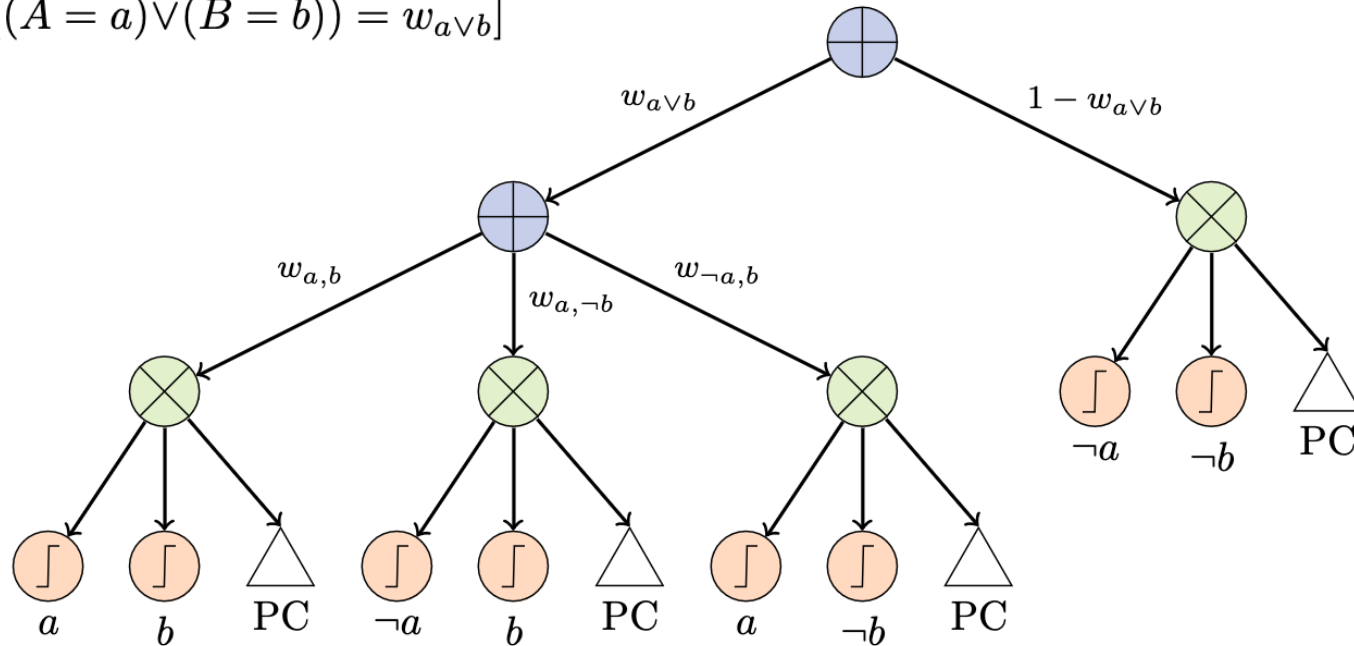 (A = a)∨(B = b)) = w_{a∨b}]
w_{a∨b}
1 − w_{a∨b}
w_{a,b}
w_{a,¬b}
w_{¬a,b}
¬a ¬b PC
a b PC ¬a b PC a ¬b PC